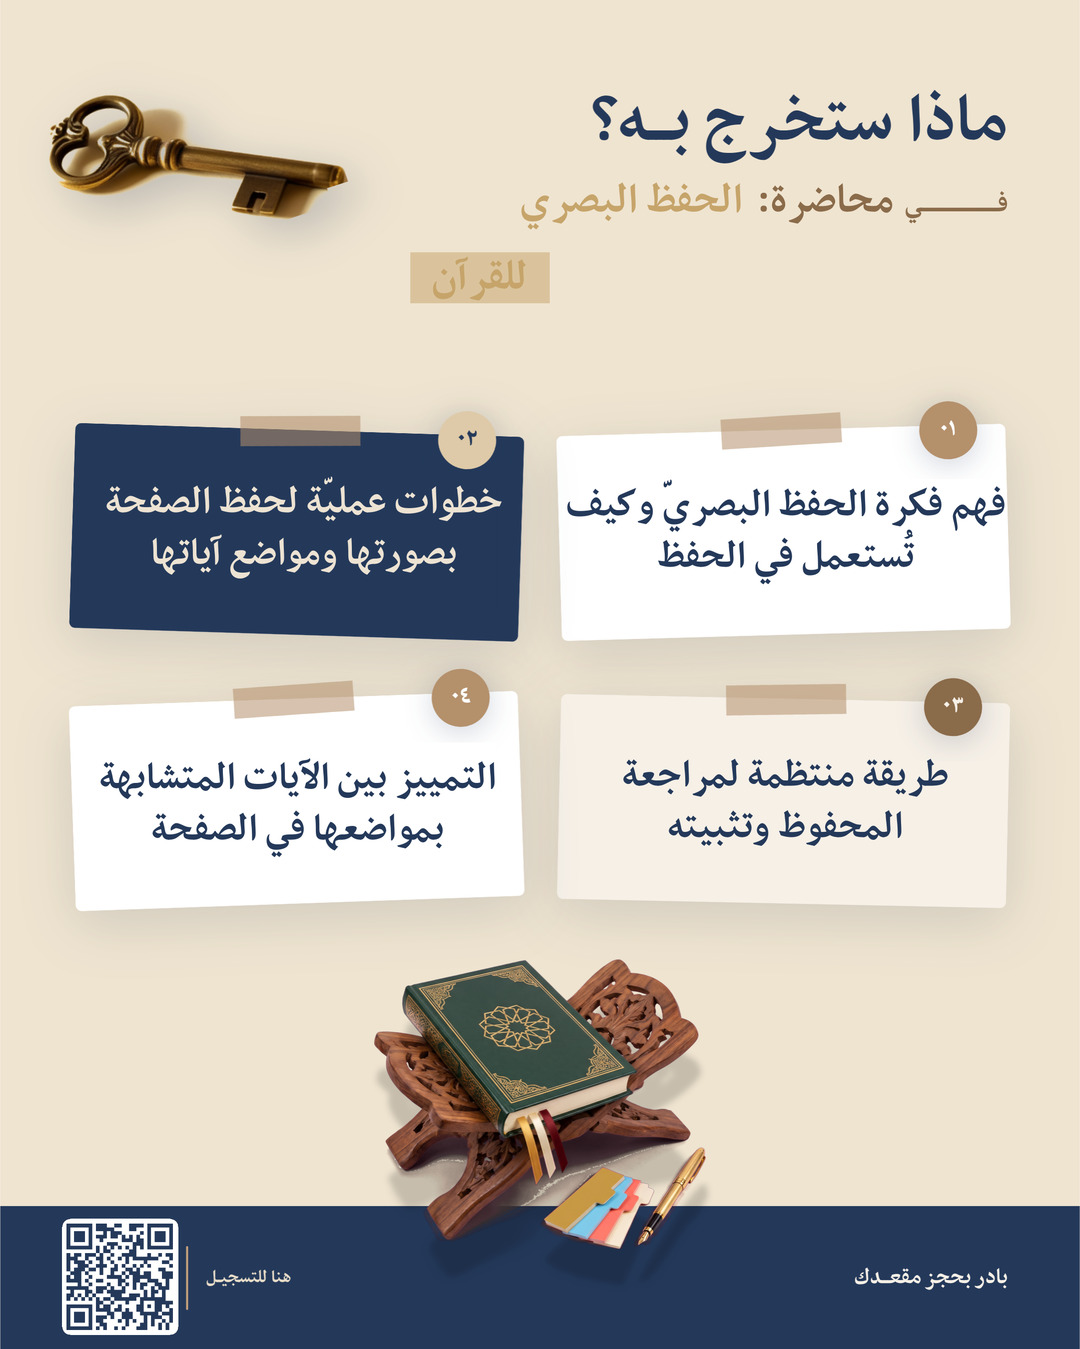 ماذا ستخرج بـه؟
فــــي محاضرة: الحفظ البصري
للقرآن
٠١
فهم فكرة الحفظ البصريّ وكيف
تُستعمل في الحفظ
٠٢
خطوات عمليّة لحفظ الصفحة
بصورتها ومواضع آياتها
٠٣
طريقة منتظمة لمراجعة
المحفوظ وتثبيته
٠٤
التمييز بين الآيات المتشابهة
بمواضعها في الصفحة
بادر بحجز مقعـدك
هنا للتسجيـل